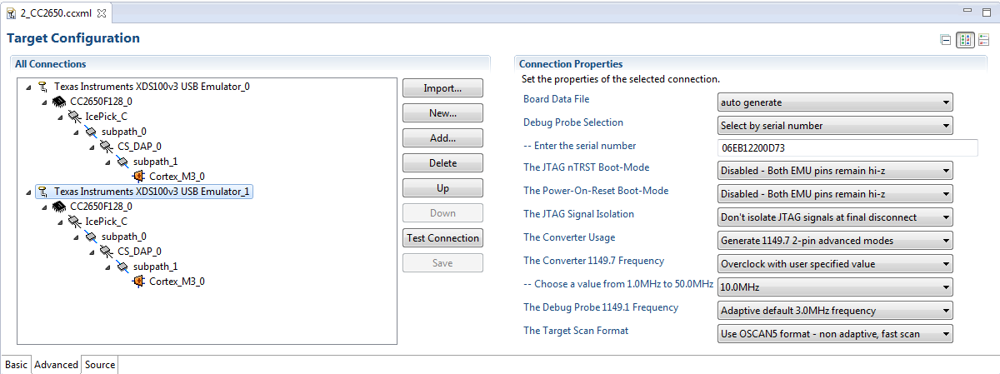 2_CC2650.ccxml
Target Configuration
All Connections
Texas Instruments XDS100v3 USB Emulator_0
CC2650F128_0
IcePick_C
subpath_0
CS_DAP_0
subpath_1
Cortex_M3_0
Texas Instruments XDS100v3 USB Emulator_1
CC2650F128_0
IcePick_C
subpath_0
CS_DAP_0
subpath_1
Cortex_M3_0
Import...
New...
Add...
Delete
Up
Down
Test Connection
Save
Connection Properties
Set the properties of the selected connection.
Board Data File auto generate
Debug Probe Selection Select by serial number
-- Enter the serial number 06EB12200D73
The JTAG nTRST Boot-Mode Disabled - Both EMU pins remain hi-z
The Power-On-Reset Boot-Mode Disabled - Both EMU pins remain hi-z
The JTAG Signal Isolation Don't isolate JTAG signals at final disconnect
The Converter Usage Generate 1149.7 2-pin advanced modes
The Converter 1149.7 Frequency Overclock with user specified value
-- Choose a value from 1.0MHz to 50.0MHz 10.0MHz
The Debug Probe 1149.1 Frequency Adaptive default 3.0MHz frequency
The Target Scan Format Use OSCAN5 format - non adaptive, fast scan
Basic Advanced Source